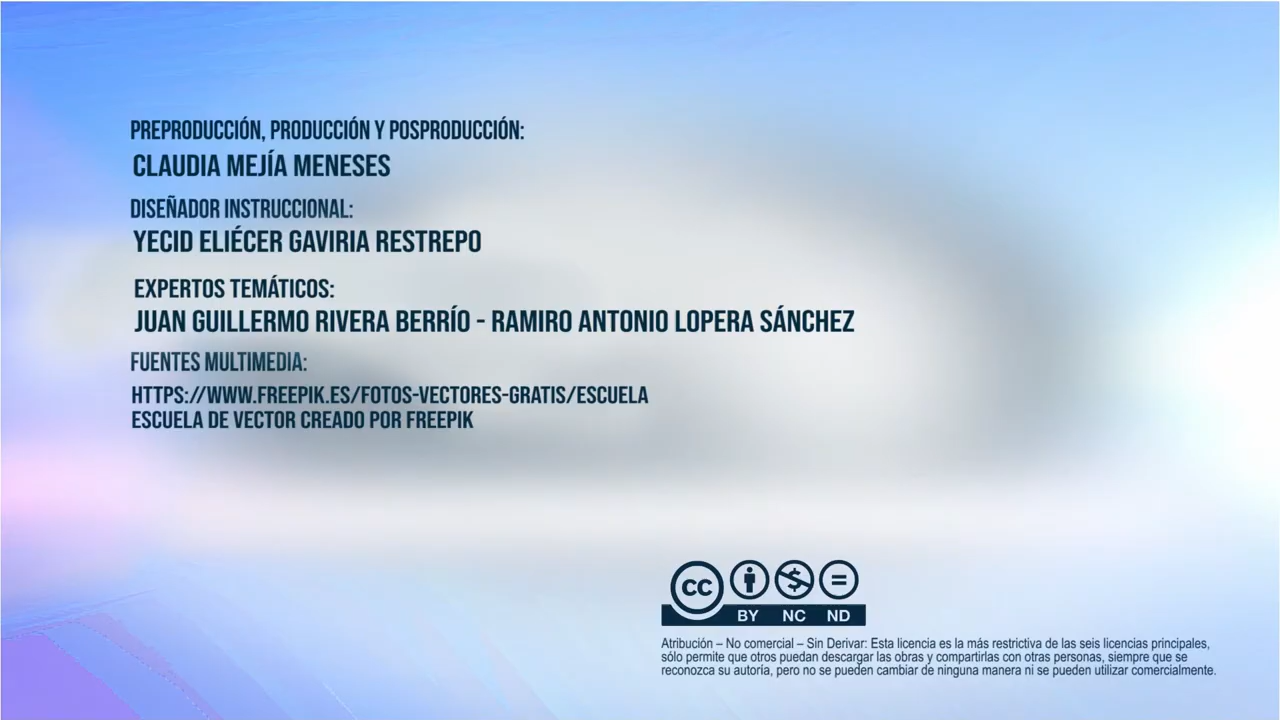 PREPRODUCCIÓN, PRODUCCIÓN Y POSPRODUCCIÓN:
CLAUDIA MEJÍA MENESES
DISEÑADOR INSTRUCCIONAL:
YECID ELIÉCER GAVIRIA RESTREPO
EXPERTOS TEMÁTICOS:
JUAN GUILLERMO RIVERA BERRÍO - RAMIRO ANTONIO LOPERA SÁNCHEZ
FUENTES MULTIMEDIA:
HTTPS://WWW.FREEPIK.ES/FOTOS-VECTORES-GRATIS/ESCUELA
ESCUELA DE VECTOR CREADO POR FREEPIK
CC
BY NC ND
Atribución – No comercial – Sin Derivar: Esta licencia es la más restrictiva de las seis licencias principales,
sólo permite que otros puedan descargar las obras y compartirlas con otras personas, siempre que se
reconozca su autoría, pero no se pueden cambiar de ninguna manera ni se pueden utilizar comercialmente.